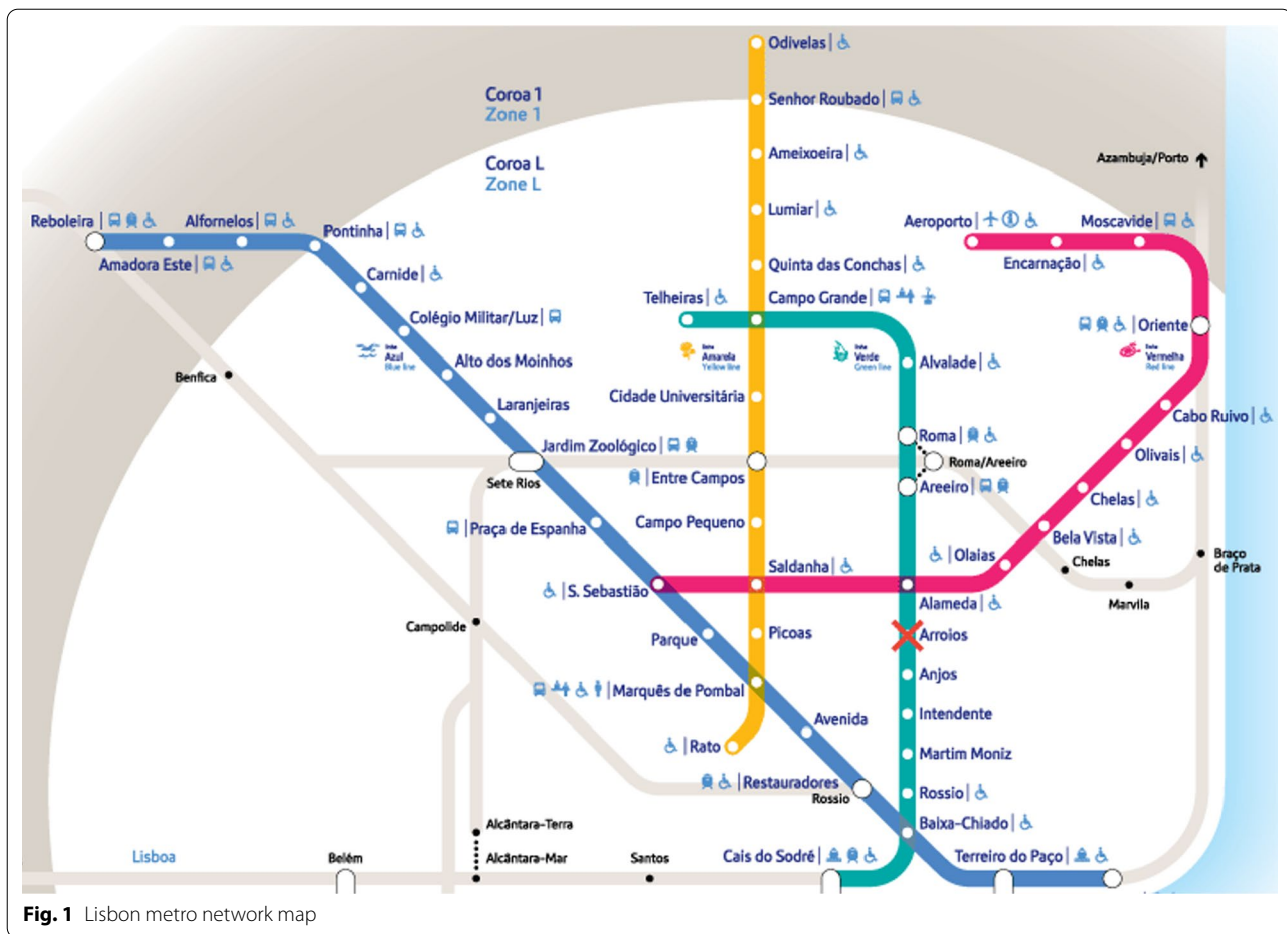 Odivelas
Coroa 1
Zone 1
Senhor Roubado
Coroa L
Zone L
Ameixoeira
Azambuja/Porto
Lumiar
Reboleira
Alfornelos
Pontinha
Aeroporto
Moscavide
Amadora Este
Encarnação
Carnide
Quinta das Conchas
Telheiras
Campo Grande
Colégio Militar/Luz
Oriente
linha
Azul
Blue line
linha
Amarela
Yellow line
linha
Verde
Green line
linha
Vermelha
Red line
Alto dos Moinhos
Alvalade
Benfica
Cidade Universitária
Laranjeiras
Cabo Ruivo
Jardim Zoológico
Roma
Olivais
Roma/Areeiro
Sete Rios
Entre Campos
Areeiro
Chelas
Praça de Espanha
Campo Pequeno
Bela Vista
Olaias
Chelas
Braço
de Prata
Saldanha
S. Sebastião
Alameda
Marvila
Campolide
Parque
Picoas
Arroios
Anjos
Marquês de Pombal
Avenida
Intendente
Rato
Martim Moniz
Restauradores
Rossio
Rossio
Alcântara-Terra
Baixa-Chiado
Lisboa
Belém
Alcântara-Mar
Santos
Cais do Sodré
Terreiro do Paço
Fig. 1 Lisbon metro network map